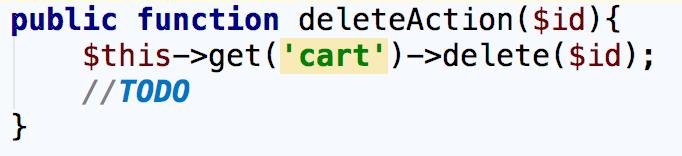 public function deleteAction($id){
    $this->get('cart')->delete($id);
    //TODO
}